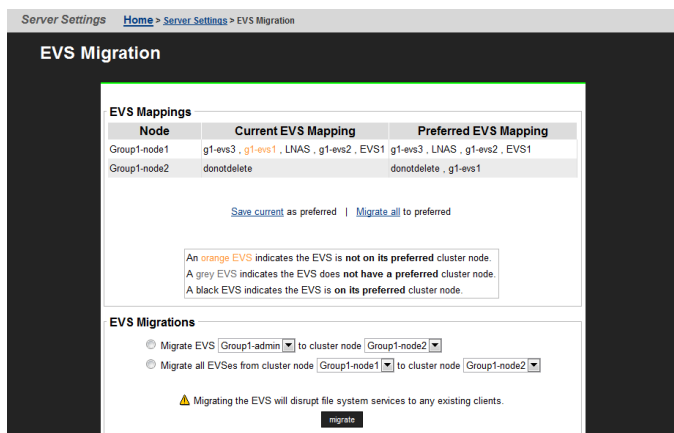 Server Settings Home > Server Settings > EVS Migration
EVS Migration
EVS Mappings
Node Current EVS Mapping Preferred EVS Mapping
Group1-node1 g1-evs3 , g1-evs1 , LNAS , g1-evs2 , EVS1 g1-evs3 , LNAS , g1-evs2 , EVS1
Group1-node2 donotdelete donotdelete , g1-evs1
Save current as preferred | Migrate all to preferred
An orange EVS indicates the EVS is not on its preferred cluster node.
A grey EVS indicates the EVS does not have a preferred cluster node.
A black EVS indicates the EVS is on its preferred cluster node.
EVS Migrations
Migrate EVS Group1-admin to cluster node Group1-node2
Migrate all EVSes from cluster node Group1-node1 to cluster node Group1-node2
Migrating the EVS will disrupt file system services to any existing clients.
migrate